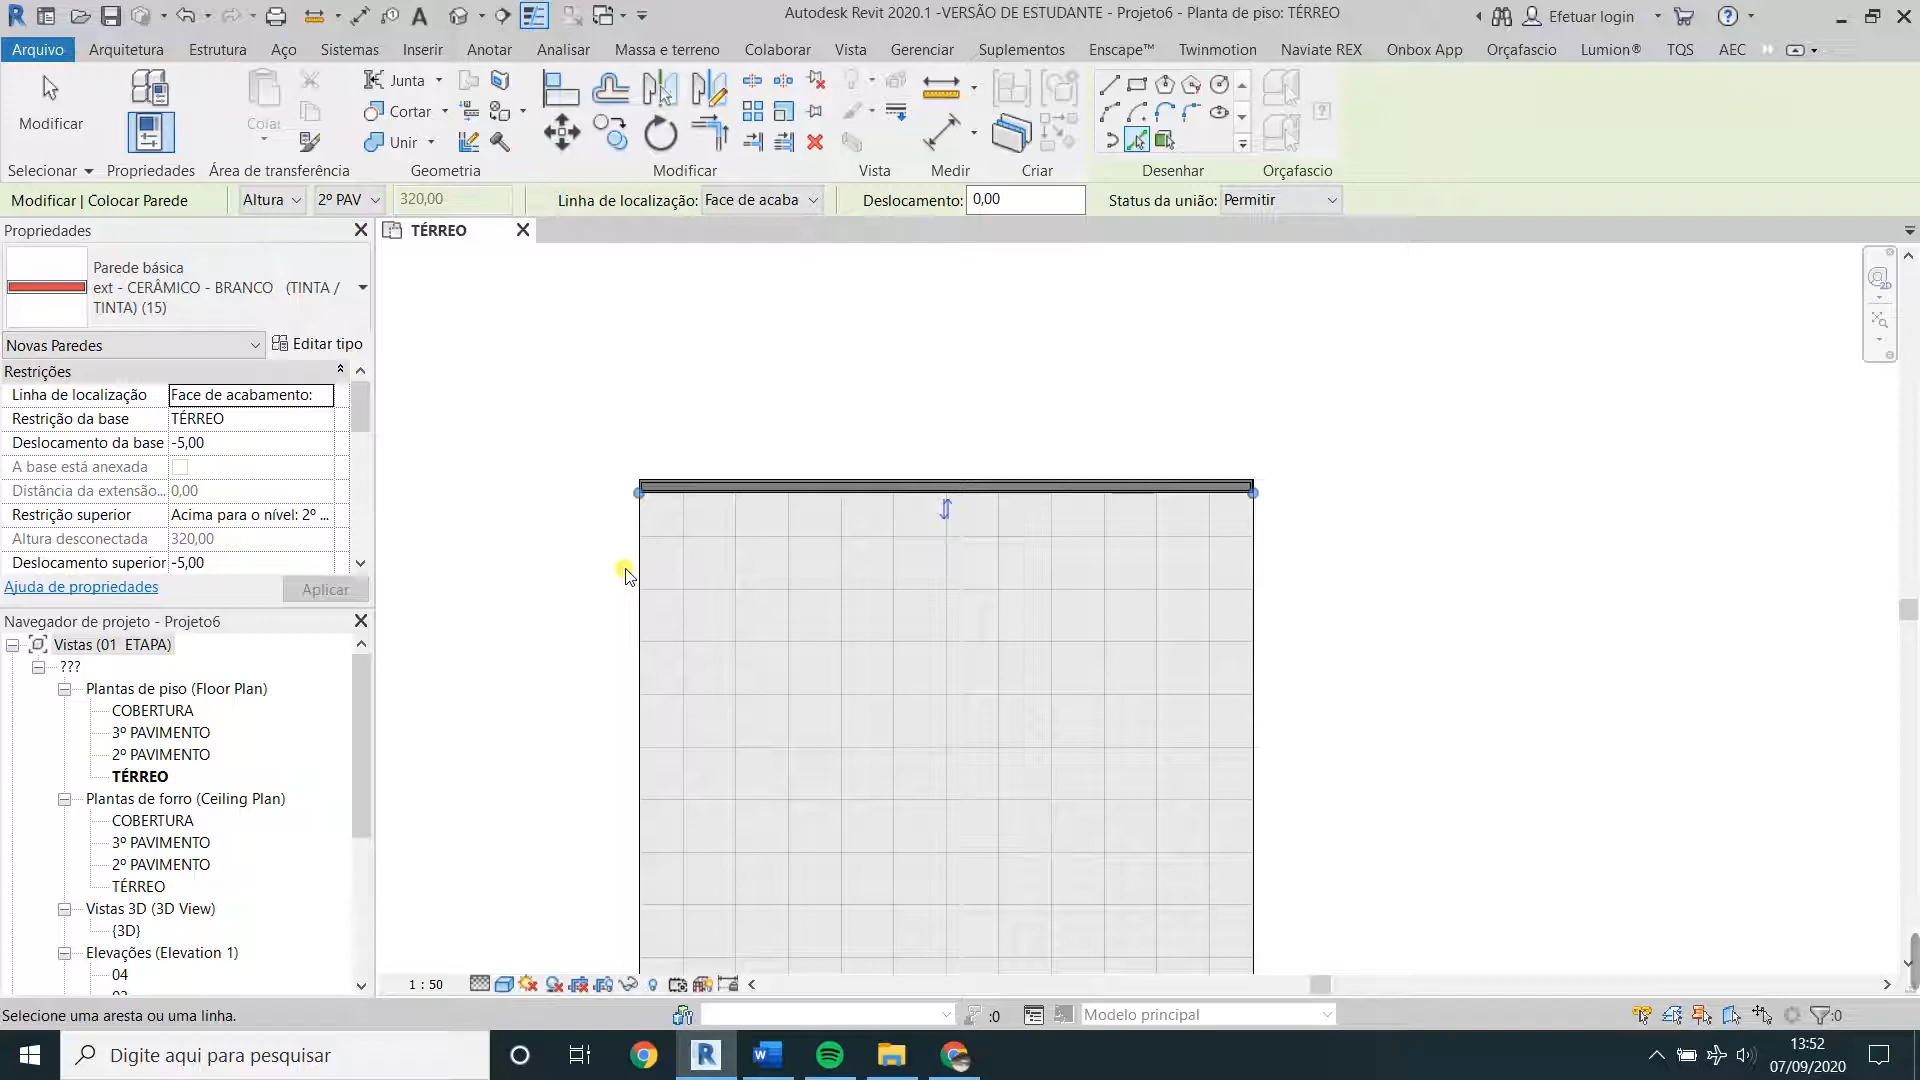 Autodesk Revit 2020.1 -VERSÃO DE ESTUDANTE - Projeto6 - Planta de piso: TÉRREO
Efetuar login
Arquivo Arquitetura Estrutura Aço Sistemas Inserir Anotar Analisar Massa e terreno Colaborar Vista Gerenciar Suplementos Enscape™ Twinmotion Naviate REX Onbox App Orçafascio Lumion® TQS AEC
Modificar
Colar
Junta
Cortar
Unir
Selecionar Propriedades Área de transferência Geometria Modificar Vista Medir Criar Desenhar Orçafascio
Modificar | Colocar Parede Altura 2º PAV 320,00 Linha de localização: Face de acaba Deslocamento: 0,00 Status da união: Permitir
Propriedades
TÉRREO
Parede básica
ext - CERÂMICO - BRANCO (TINTA /
TINTA) (15)
Novas Paredes Editar tipo
Restrições
Linha de localização Face de acabamento:
Restrição da base TÉRREO
Deslocamento da base -5,00
A base está anexada
Distância da extensão... 0,00
Restrição superior Acima para o nível: 2º ...
Altura desconectada 320,00
Deslocamento superior -5,00
Ajuda de propriedades Aplicar
Navegador de projeto - Projeto6
Vistas (01 ETAPA)
???
Plantas de piso (Floor Plan)
COBERTURA
3º PAVIMENTO
2º PAVIMENTO
TÉRREO
Plantas de forro (Ceiling Plan)
COBERTURA
3º PAVIMENTO
2º PAVIMENTO
TÉRREO
Vistas 3D (3D View)
{3D}
Elevações (Elevation 1)
04
1 : 50
Selecione uma aresta ou uma linha.
:0
Modelo principal
:0
Digite aqui para pesquisar
13:52
07/09/2020